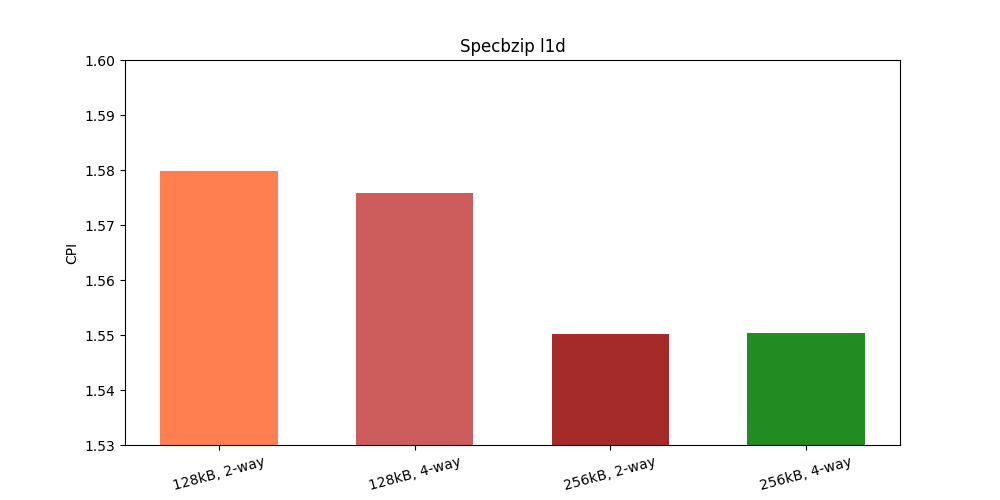 Specbzip l1d
1.60
1.59
1.58
1.57
1.56
1.55
1.54
1.53
CPI
128kB, 2-way
128kB, 4-way
256kB, 2-way
256kB, 4-way